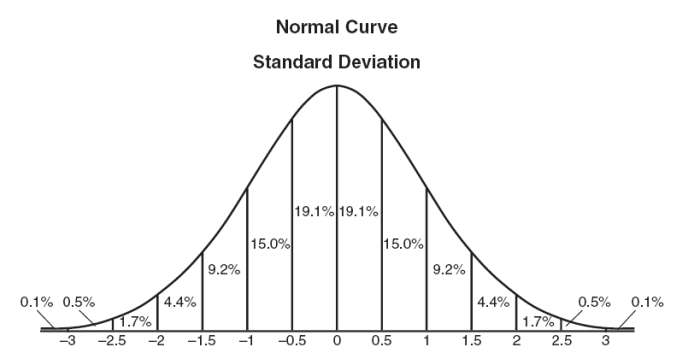 Normal Curve
Standard Deviation
19.1% 19.1%
15.0% 15.0%
9.2% 9.2%
0.1% 0.5% 4.4% 4.4% 0.5% 0.1%
1.7% 1.7%
–3 –2.5 –2 –1.5 –1 –0.5 0 0.5 1 1.5 2 2.5 3